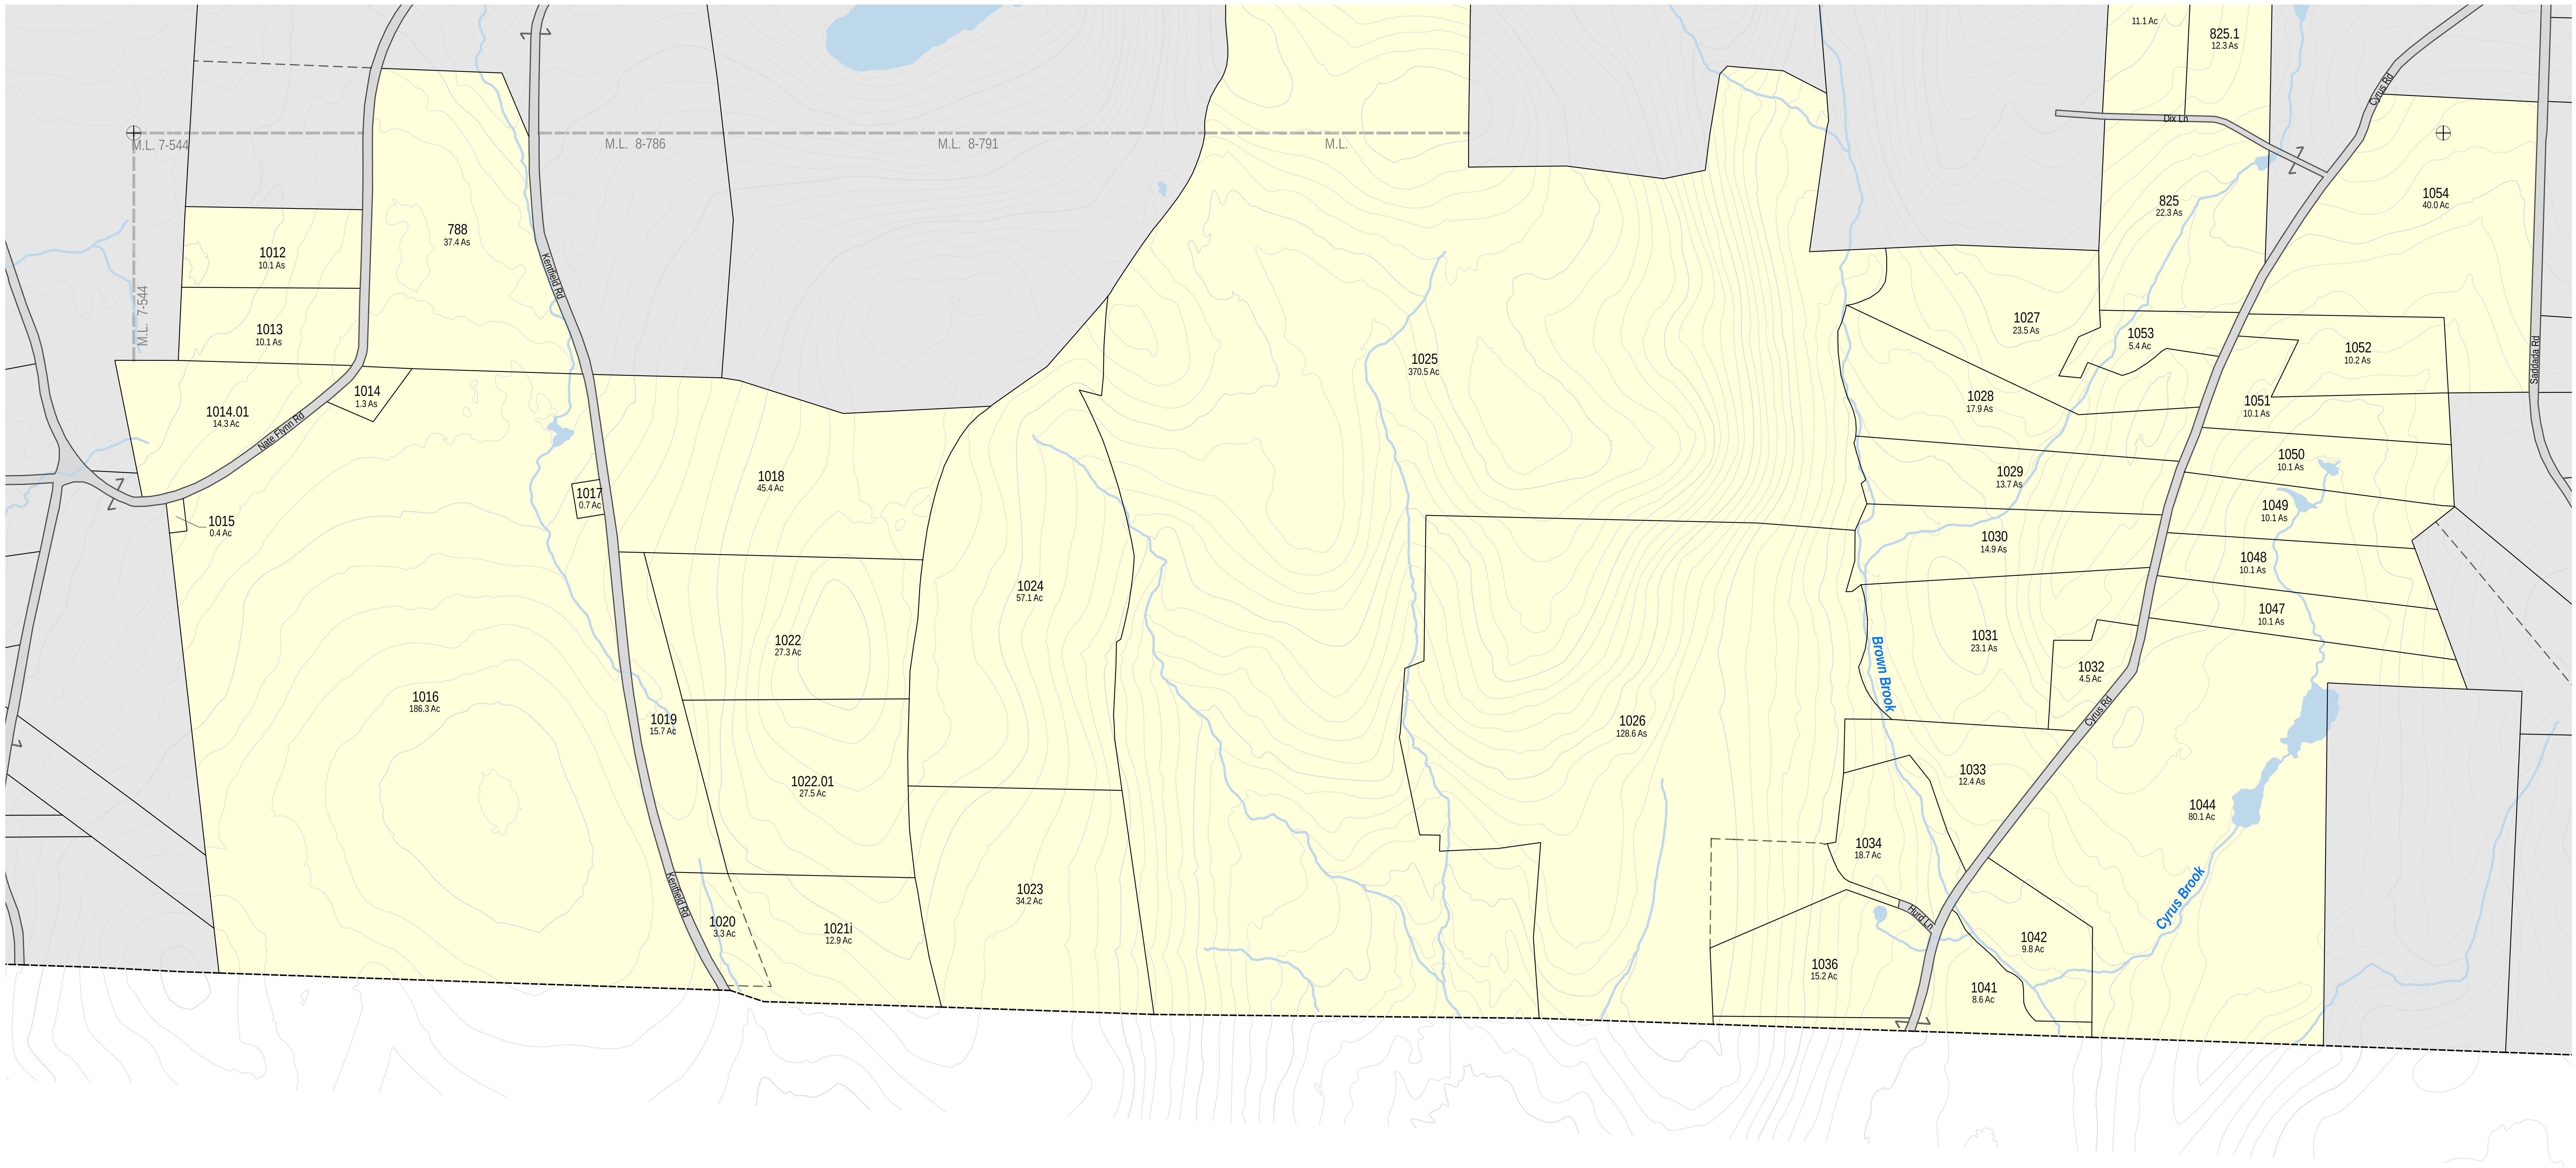 11.1 Ac
825.1
12.3 As
Cyrus Rd
Dix Ln
M.L. 7-544
M.L. 8-786
M.L. 8-791
M.L.
1054
40.0 Ac
825
22.3 As
788
37.4 As
1012
10.1 As
Kentfield Rd
M.L. 7-544
1013
10.1 As
1027
23.5 As
1053
5.4 Ac
1052
10.2 As
Saddada Rd
1025
370.5 Ac
1014
1.3 As
1014.01
14.3 Ac
Nate Flynn Rd
1028
17.9 As
1051
10.1 As
1050
10.1 As
1018
45.4 Ac
1029
13.7 As
1017
0.7 Ac
1049
10.1 As
1015
0.4 Ac
1030
14.9 As
1048
10.1 As
1024
57.1 Ac
1047
10.1 As
1022
27.3 Ac
1031
23.1 As
Brown Brook
1032
4.5 Ac
1016
186.3 Ac
1019
15.7 Ac
1026
128.6 As
Cyrus Rd
1033
12.4 As
1022.01
27.5 Ac
1044
80.1 Ac
1034
18.7 Ac
Kentfield Rd
1023
34.2 Ac
Cyrus Brook
Hurd Ln
1020
3.3 Ac
1021i
12.9 Ac
1042
9.8 Ac
1036
15.2 Ac
1041
8.6 Ac